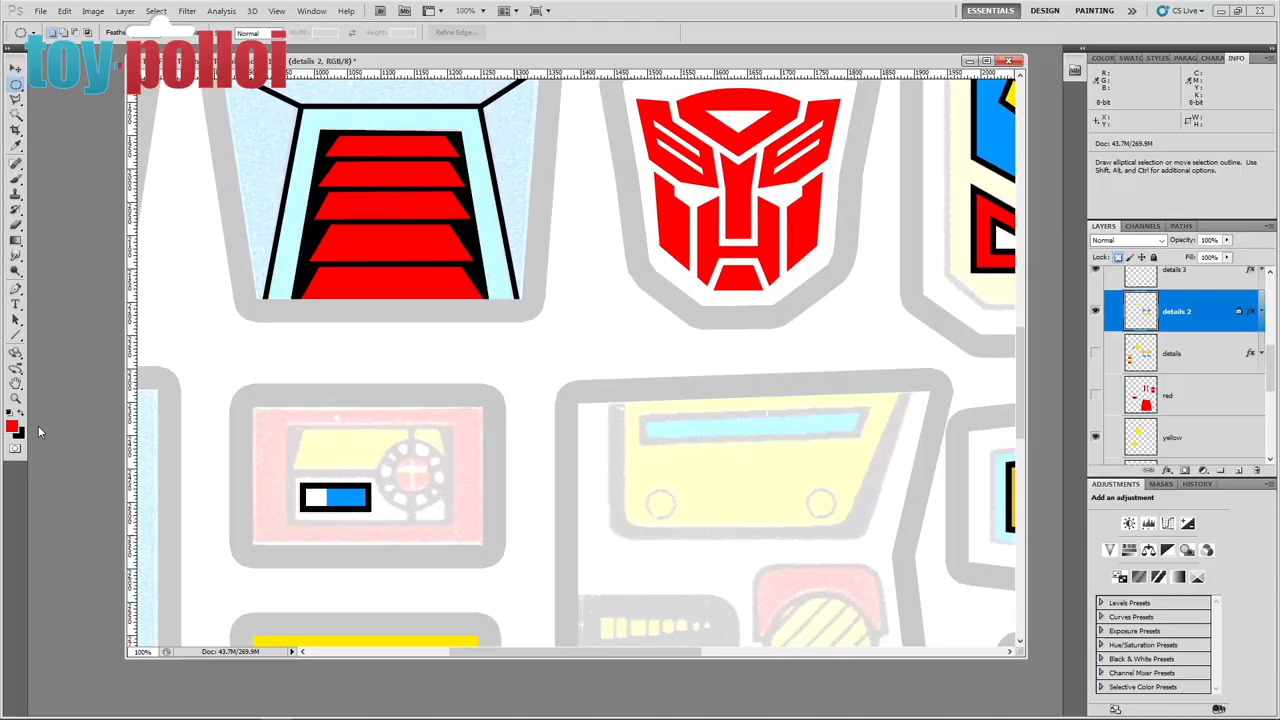 File Edit Image Layer Select Filter Analysis 3D View Window Help 100% ESSENTIALS DESIGN PAINTING CS Live
Normal Width: Height: Refine Edge...
toy polloi
(details 2, RGB/8)*
COLOR SWATC STYLES PARAG CHARA INFO
R: C:
G: M:
B: Y:
K:
8-bit 8-bit
X: W:
Y: H:
Doc: 43.7M/269.9M
Draw elliptical selection or move selection outline. Use
Shift, Alt, and Ctrl for additional options.
LAYERS CHANNELS PATHS
Normal Opacity: 100%
Lock: Fill: 100%
details 3
details 2
details
red
yellow
ADJUSTMENTS MASKS HISTORY
Add an adjustment
Levels Presets
Curves Presets
Exposure Presets
Hue/Saturation Presets
Black & White Presets
Channel Mixer Presets
Selective Color Presets
100% Doc: 43.7M/269.9M